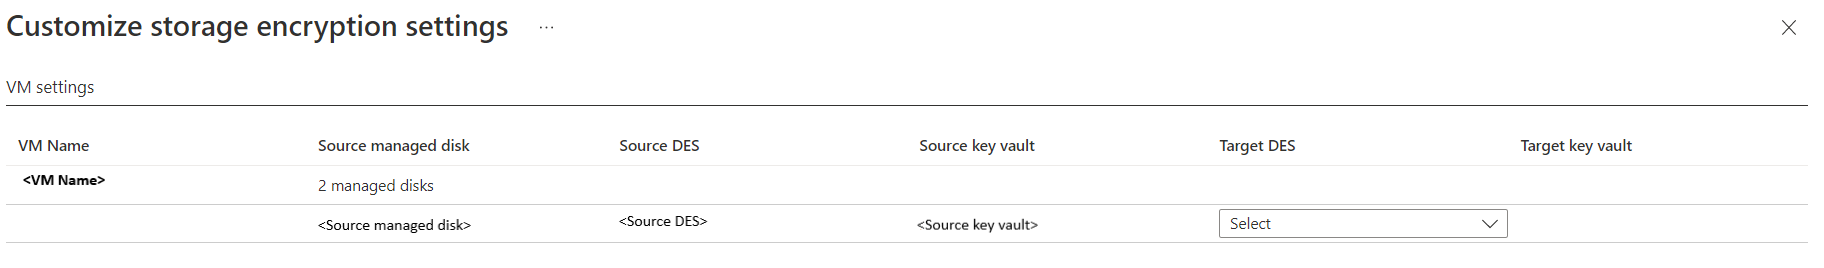 Customize storage encryption settings ...
VM settings
VM Name Source managed disk Source DES Source key vault Target DES Target key vault
<VM Name> 2 managed disks
<Source managed disk> <Source DES> <Source key vault> Select